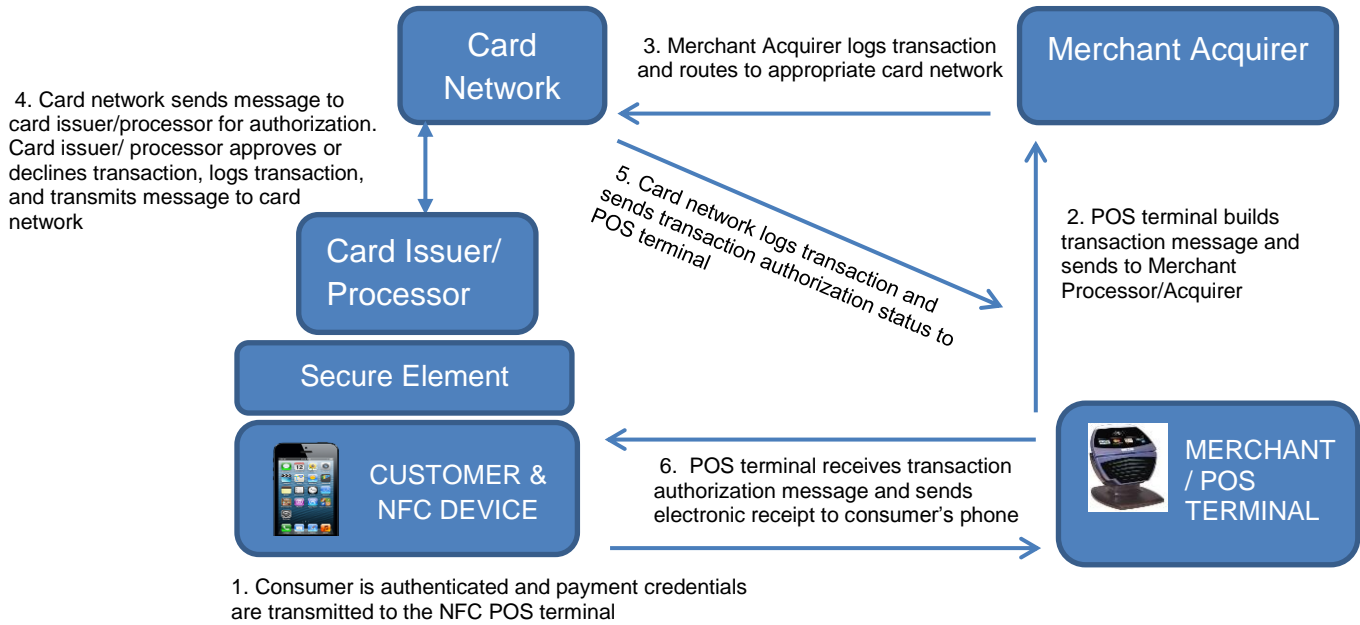 Card
Network
3. Merchant Acquirer logs transaction
and routes to appropriate card network
Merchant Acquirer
4. Card network sends message to
card issuer/processor for authorization.
Card issuer/ processor approves or
declines transaction, logs transaction,
and transmits message to card
network
5. Card network logs transaction and
sends transaction authorization status to
POS terminal
2. POS terminal builds
transaction message and
sends to Merchant
Processor/Acquirer
Card Issuer/
Processor
Secure Element
CUSTOMER &
NFC DEVICE
6. POS terminal receives transaction
authorization message and sends
electronic receipt to consumer’s phone
MERCHANT
/ POS
TERMINAL
1. Consumer is authenticated and payment credentials
are transmitted to the NFC POS terminal